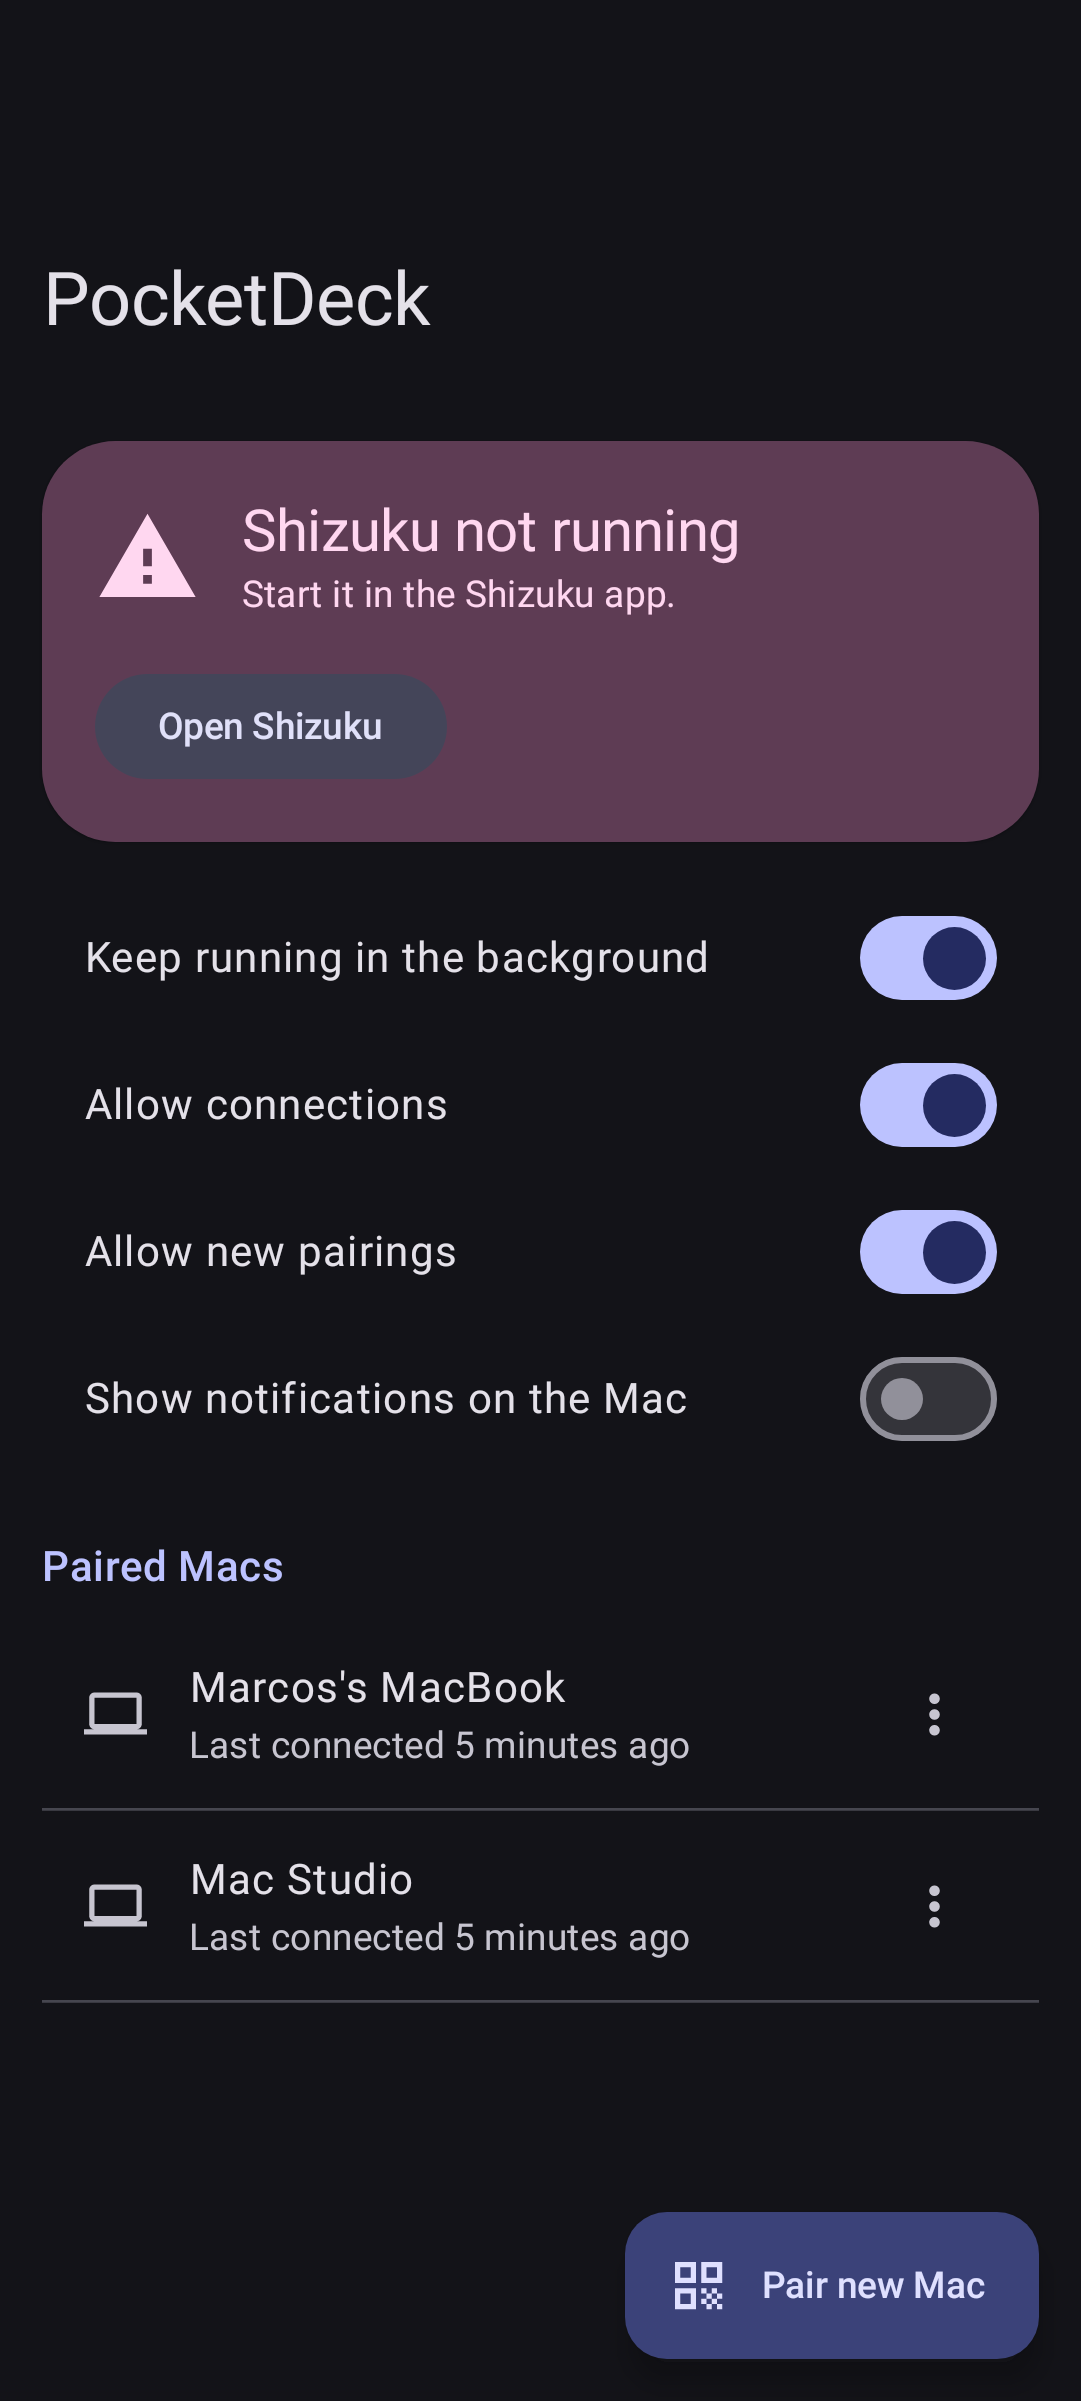 PocketDeck
Shizuku not running
Start it in the Shizuku app.
Open Shizuku
Keep running in the background
Allow connections
Allow new pairings
Show notifications on the Mac
Paired Macs
Marcos's MacBook
Last connected 5 minutes ago
Mac Studio
Last connected 5 minutes ago
Pair new Mac